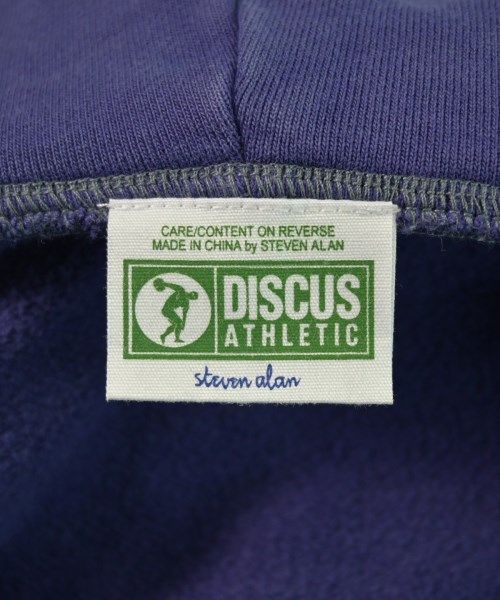 CARE/CONTENT ON REVERSE
MADE IN CHINA by STEVEN ALAN
DISCUS
ATHLETIC
steven alan